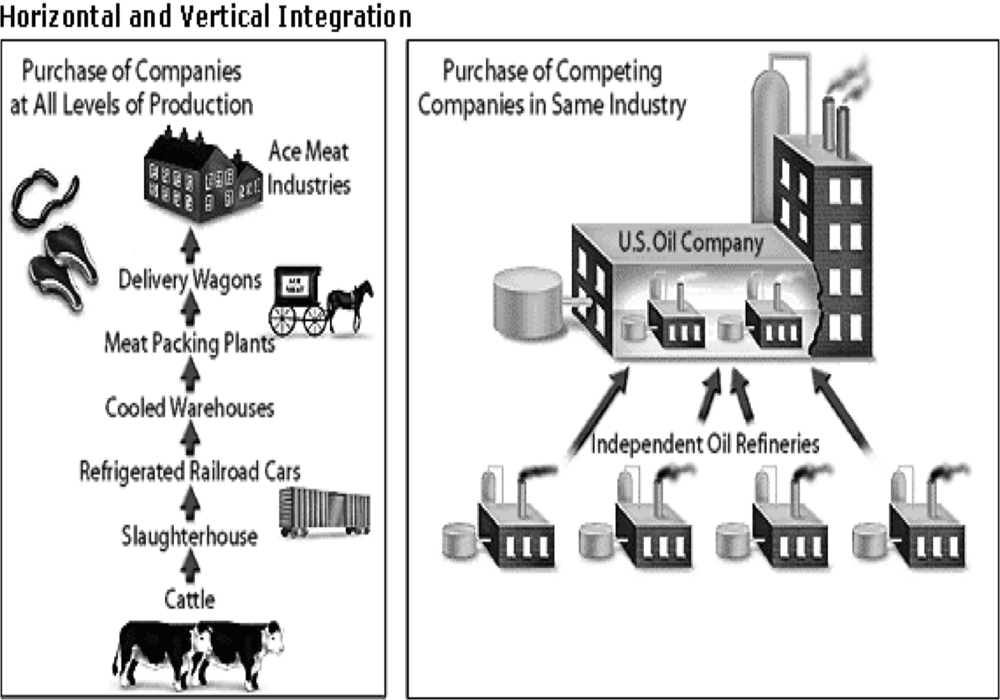 Horizontal and Vertical Integration
Purchase of Companies
at All Levels of Production
Ace Meat
Industries
Delivery Wagons
Meat Packing Plants
Cooled Warehouses
Refrigerated Railroad Cars
Slaughterhouse
Cattle
Purchase of Competing
Companies in Same Industry
U.S. Oil Company
Independent Oil Refineries